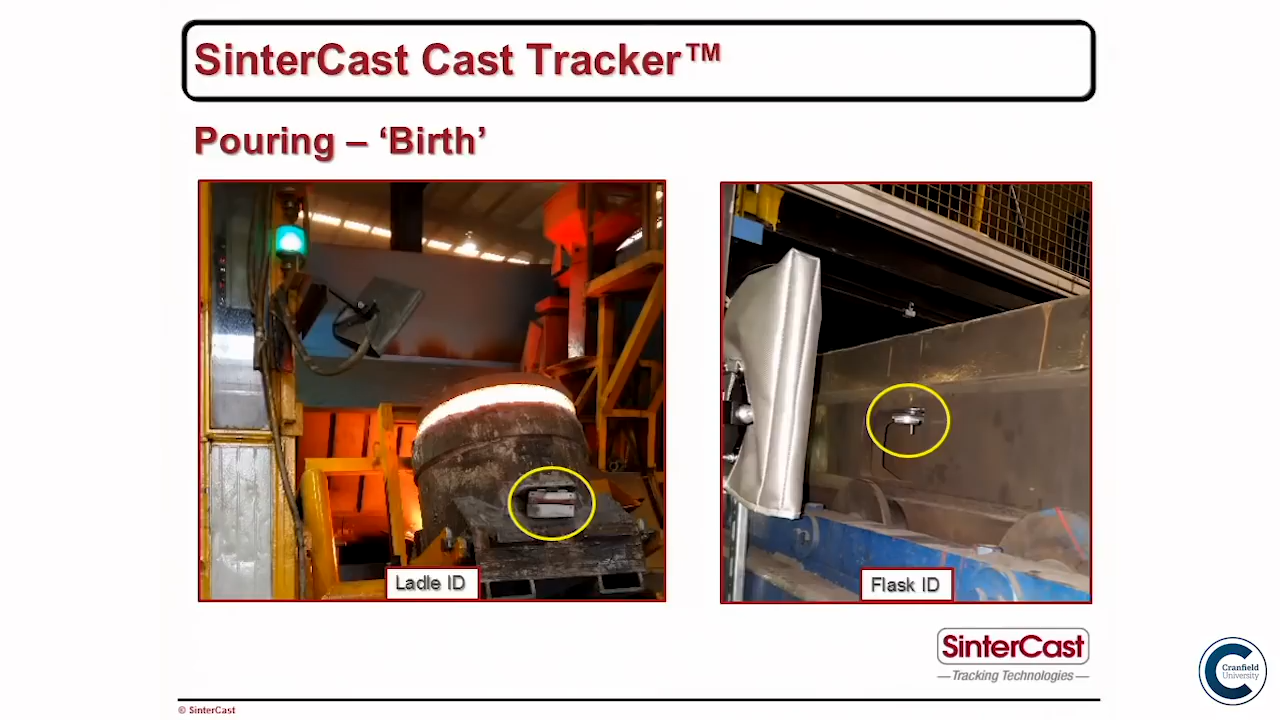 SinterCast Cast Tracker™
Pouring – ‘Birth’
Ladle ID
Flask ID
SinterCast
—Tracking Technologies—
Cranfield
University
© SinterCast